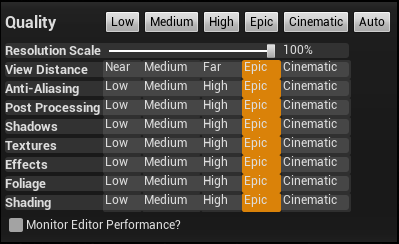 Quality Low Medium High Epic Cinematic Auto
Resolution Scale 100%
View Distance Near Medium Far Epic Cinematic
Anti-Aliasing Low Medium High Epic Cinematic
Post Processing Low Medium High Epic Cinematic
Shadows Low Medium High Epic Cinematic
Textures Low Medium High Epic Cinematic
Effects Low Medium High Epic Cinematic
Foliage Low Medium High Epic Cinematic
Shading Low Medium High Epic Cinematic
Monitor Editor Performance?